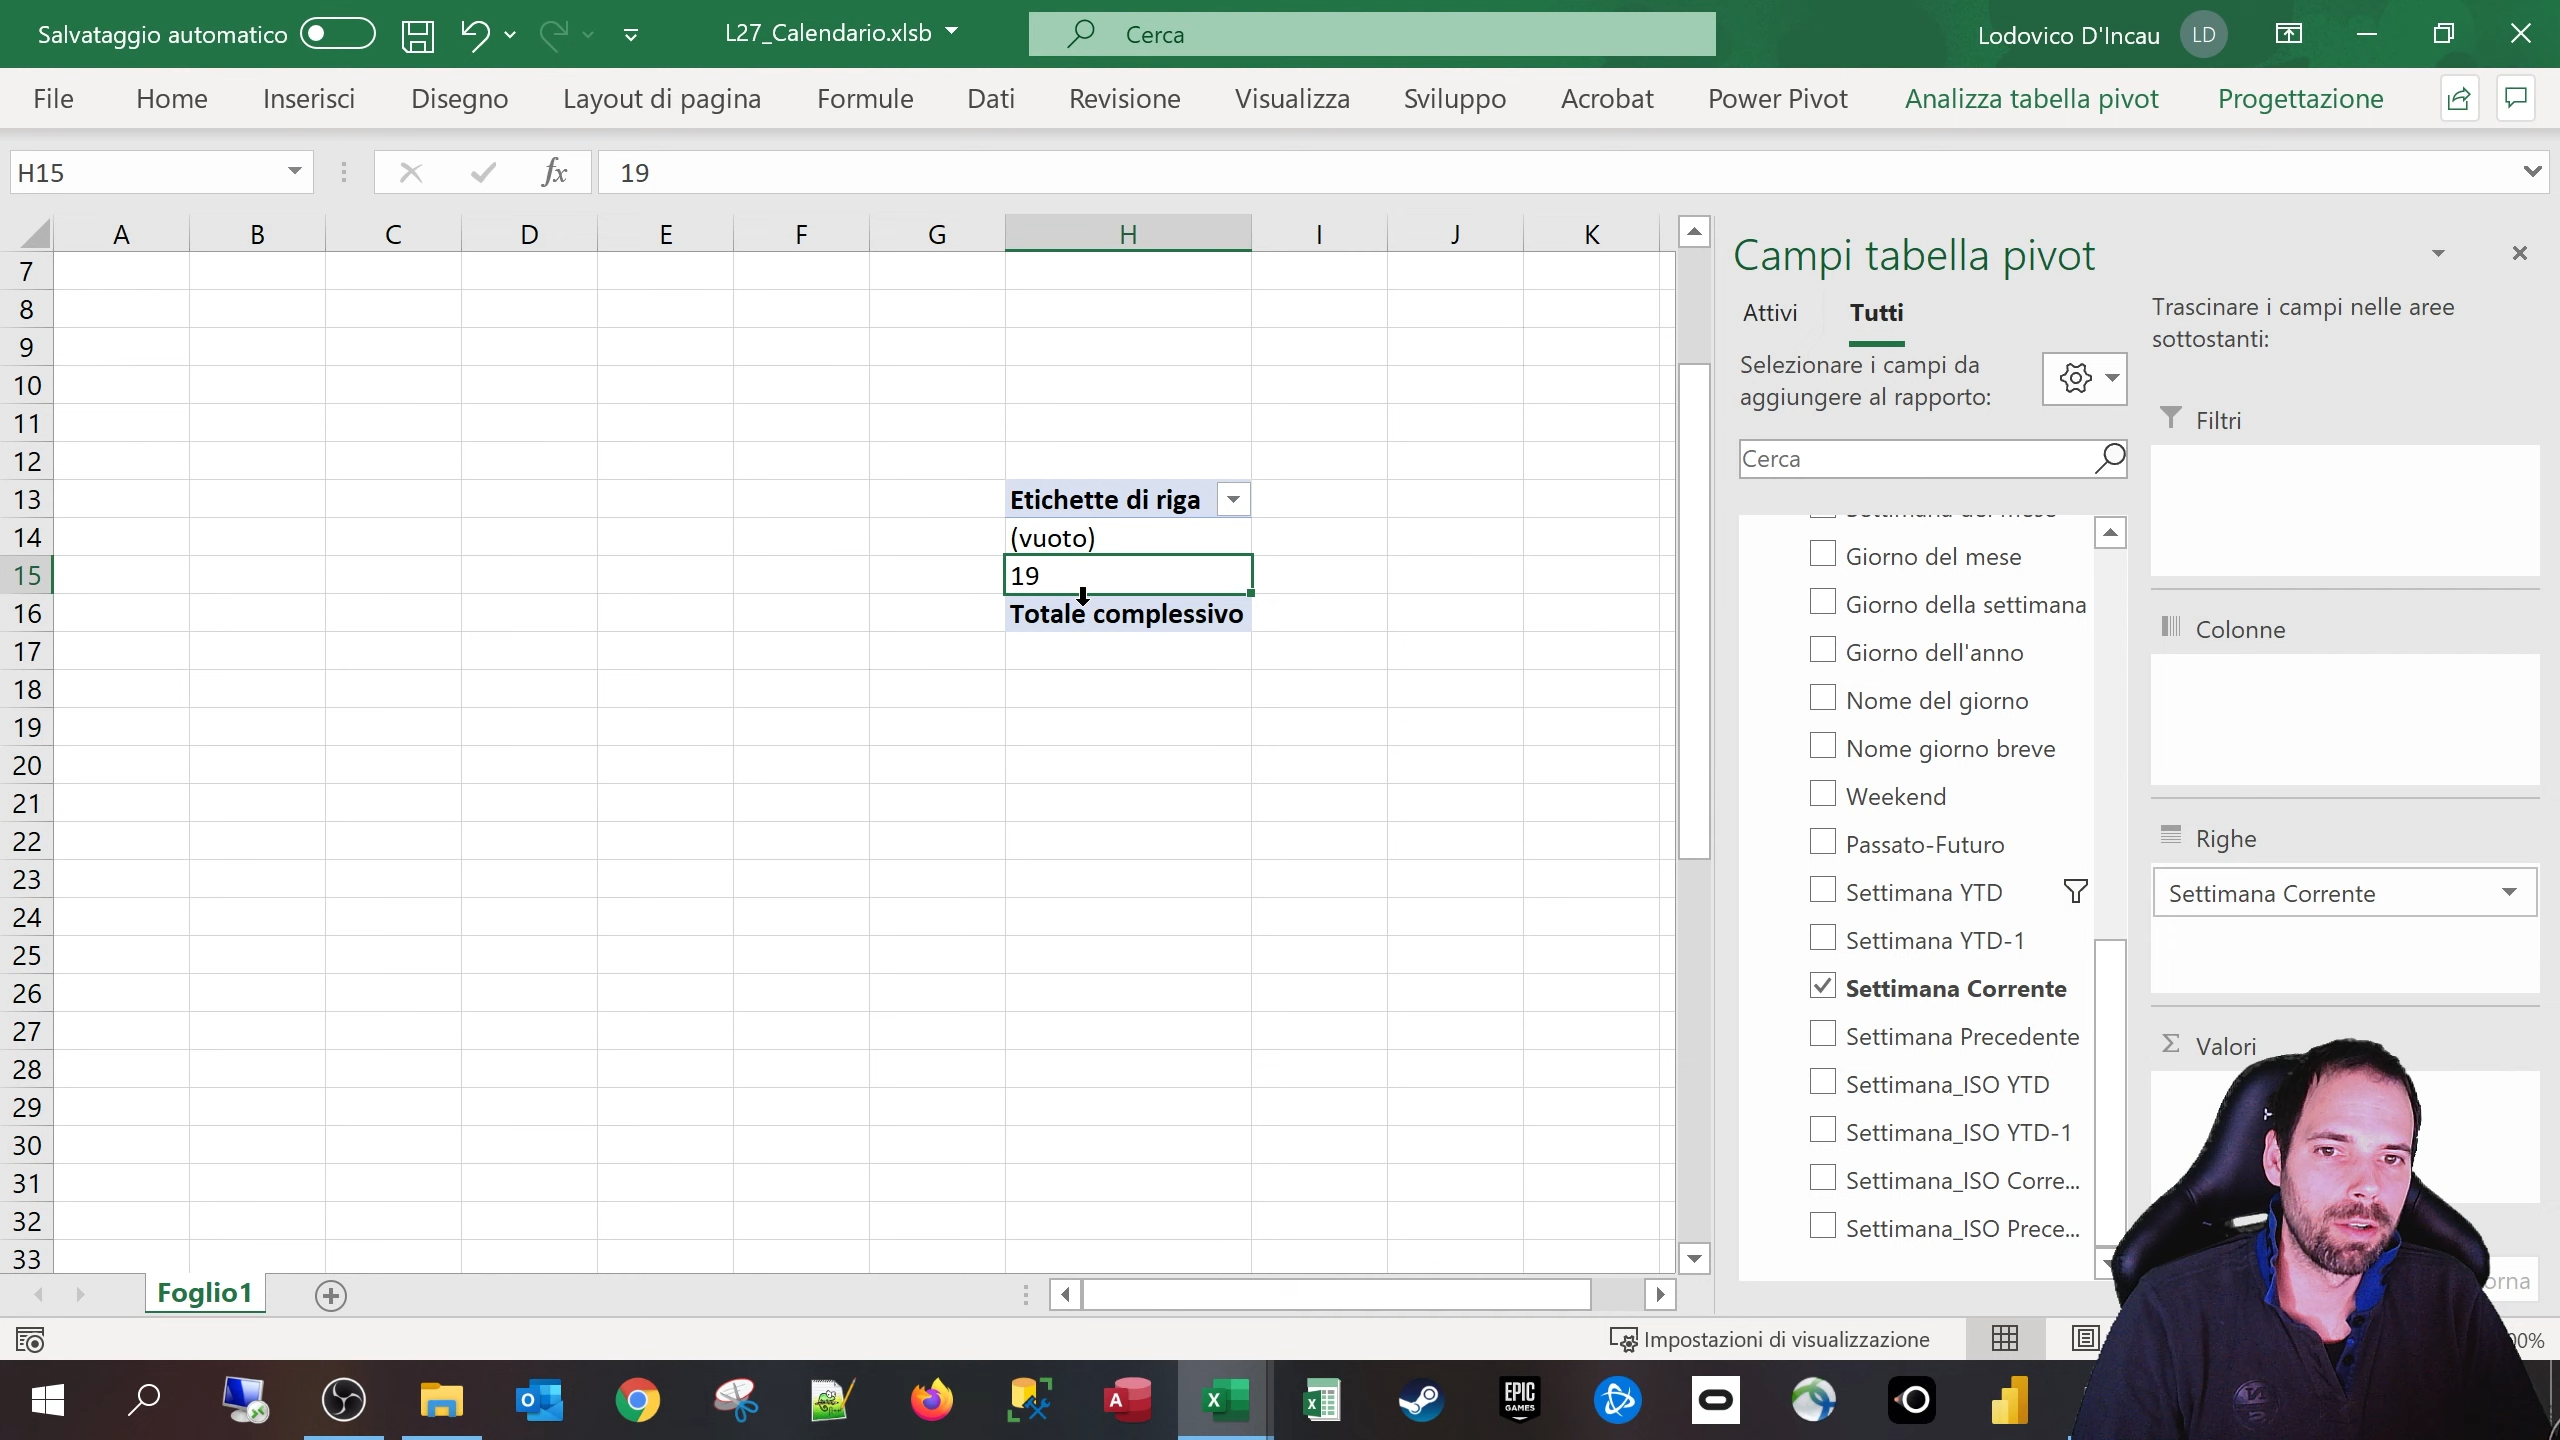 Salvataggio automatico
L27_Calendario.xlsb
Cerca
Lodovico D'Incau
LD
File
Home
Inserisci
Disegno
Layout di pagina
Formule
Dati
Revisione
Visualizza
Sviluppo
Acrobat
Power Pivot
Analizza tabella pivot
Progettazione
H15
fx
19
A B C D E F G H I J K
7
8
9
10
11
12
13 Etichette di riga
14 (vuoto)
15 19
16 Totale complessivo
17
18
19
20
21
22
23
24
25
26
27
28
29
30
31
32
33
Campi tabella pivot
Attivi
Tutti
Selezionare i campi da
aggiungere al rapporto:
Cerca
Giorno del mese
Giorno della settimana
Giorno dell'anno
Nome del giorno
Nome giorno breve
Weekend
Passato-Futuro
Settimana YTD
Settimana YTD-1
Settimana Corrente
Settimana Precedente
Settimana_ISO YTD
Settimana_ISO YTD-1
Settimana_ISO Corre...
Settimana_ISO Prece...
Trascinare i campi nelle aree
sottostanti:
Filtri
Colonne
Righe
Settimana Corrente
Σ Valori
orna
Foglio1
Impostazioni di visualizzazione
EPIC
GAMES